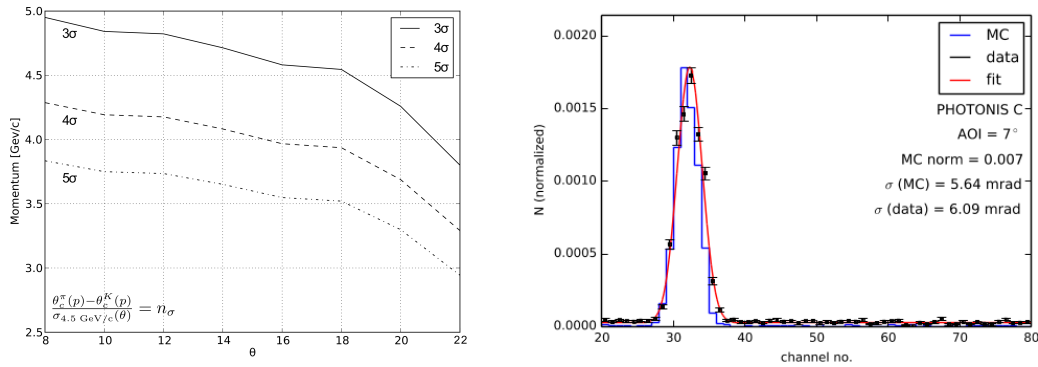 5.0
4.5
4.0
3.5
3.0
2.5
Momentum [Gev/c]
3σ
4σ
5σ
3σ
4σ
5σ
(θ_c^π(p)−θ_c^K(p))/(σ_{4.5 GeV/c}(θ)) = n_σ
8 10 12 14 16 18 20 22
θ
0.0020
0.0015
0.0010
0.0005
0.0000
N (normalized)
MC
data
fit
PHOTONIS C
AOI = 7°
MC norm = 0.007
σ (MC) = 5.64 mrad
σ (data) = 6.09 mrad
20 30 40 50 60 70 80
channel no.